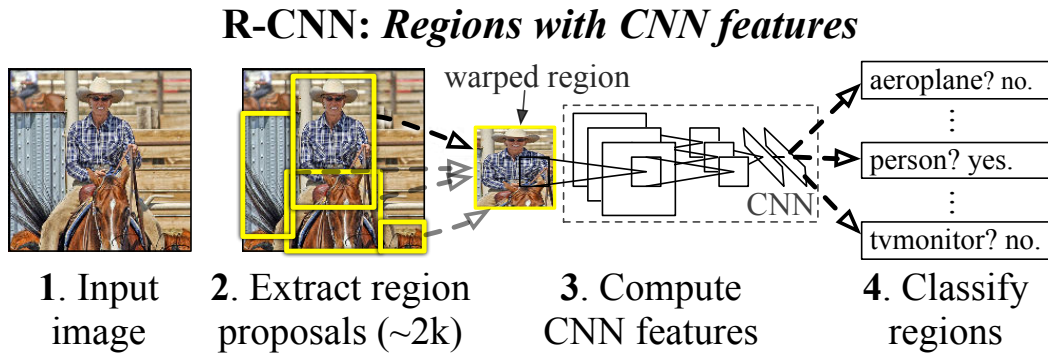 R-CNN: Regions with CNN features
warped region
aeroplane? no.
⋮
person? yes.
⋮
tvmonitor? no.
CNN
1. Input
image
2. Extract region
proposals (~2k)
3. Compute
CNN features
4. Classify
regions